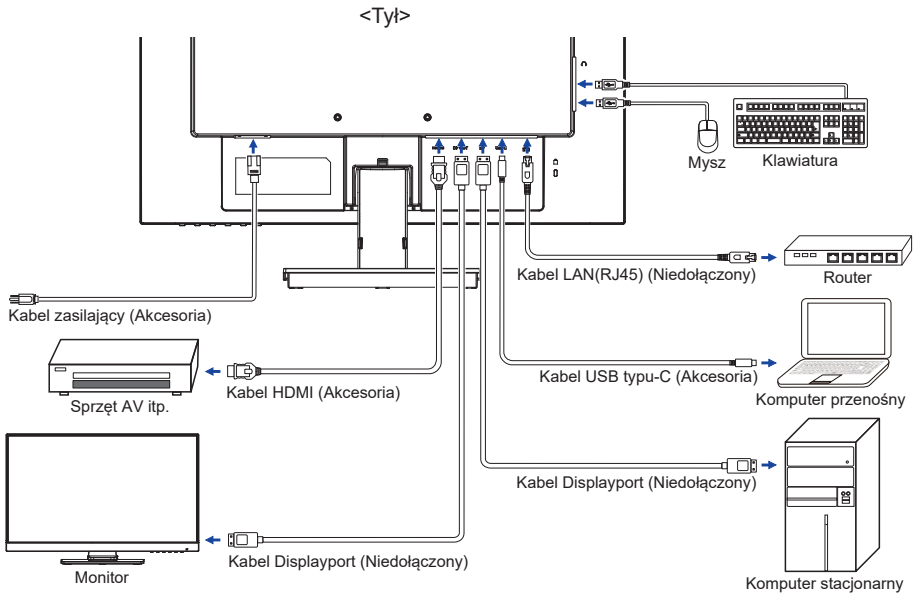 <Tył>
Mysz
Klawiatura
Kabel LAN(RJ45) (Niedołączony)
Router
Kabel zasilający (Akcesoria)
Kabel HDMI (Akcesoria)
Sprzęt AV itp.
Kabel USB typu-C (Akcesoria)
Komputer przenośny
Kabel Displayport (Niedołączony)
Kabel Displayport (Niedołączony)
Monitor
Komputer stacjonarny